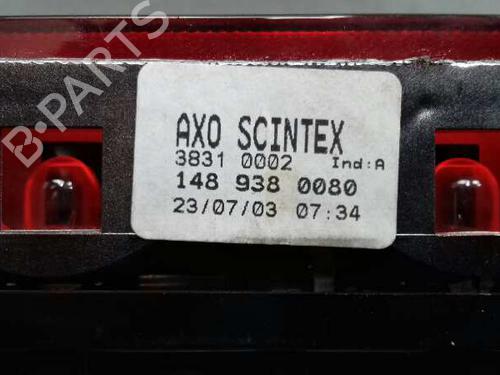 B-PARTS
AXO SCINTEX
3831 0002 Ind:A
148 938 0080
23/07/03 07:34